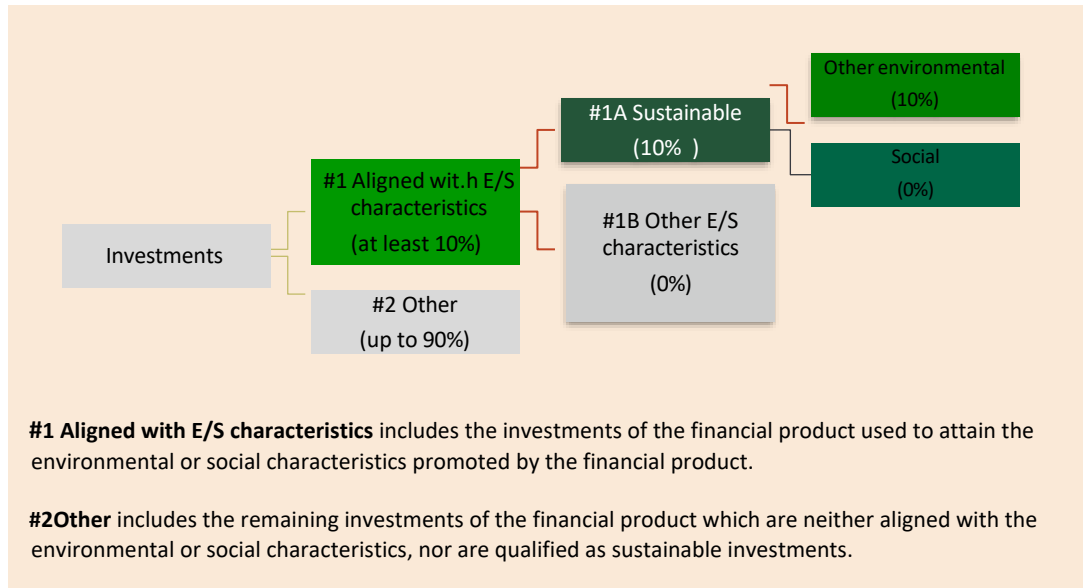 Other environmental
(10%)
#1A Sustainable
(10%  )
Social
(0%)
#1 Aligned wit.h E/S
characteristics
(at least 10%)
#1B Other E/S
characteristics
(0%)
Investments
#2 Other
(up to 90%)
#1 Aligned with E/S characteristics includes the investments of the financial product used to attain the
environmental or social characteristics promoted by the financial product.
#2Other includes the remaining investments of the financial product which are neither aligned with the
environmental or social characteristics, nor are qualified as sustainable investments.